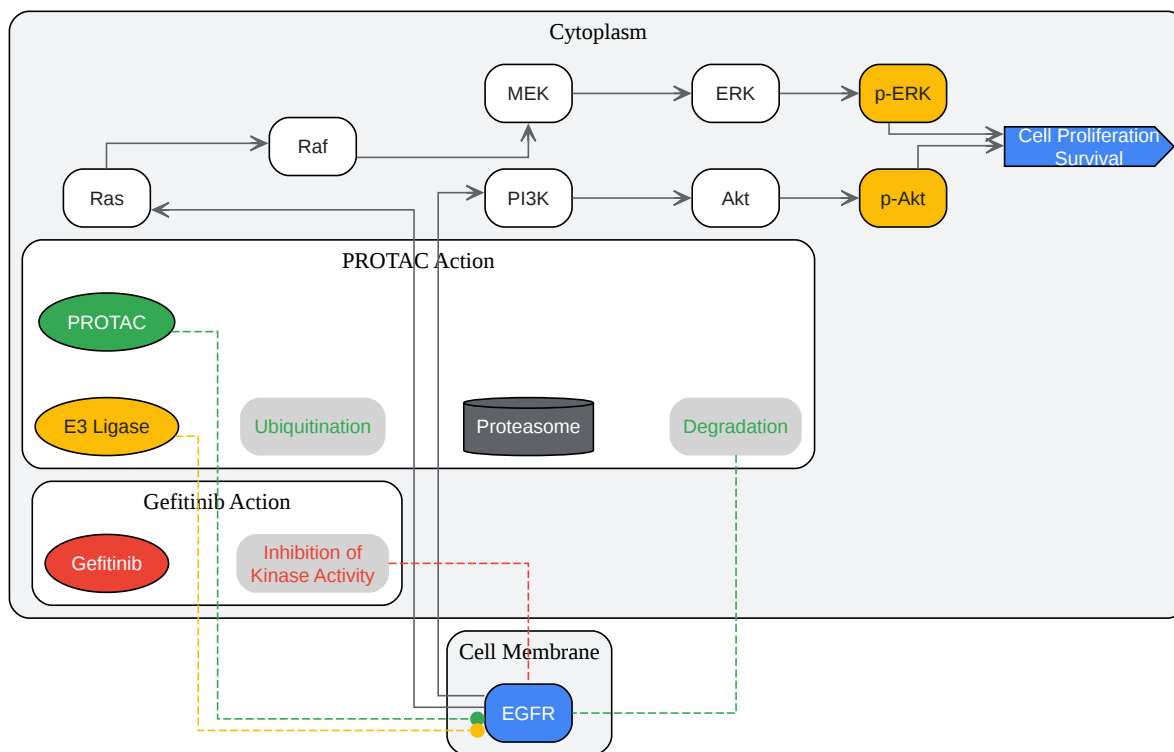 Cytoplasm
MEK
ERK
p-ERK
Raf
Cell Proliferation
Survival
Ras
PI3K
Akt
p-Akt
PROTAC Action
PROTAC
E3 Ligase
Ubiquitination
Proteasome
Degradation
Gefitinib Action
Gefitinib
Inhibition of
Kinase Activity
Cell Membrane
EGFR